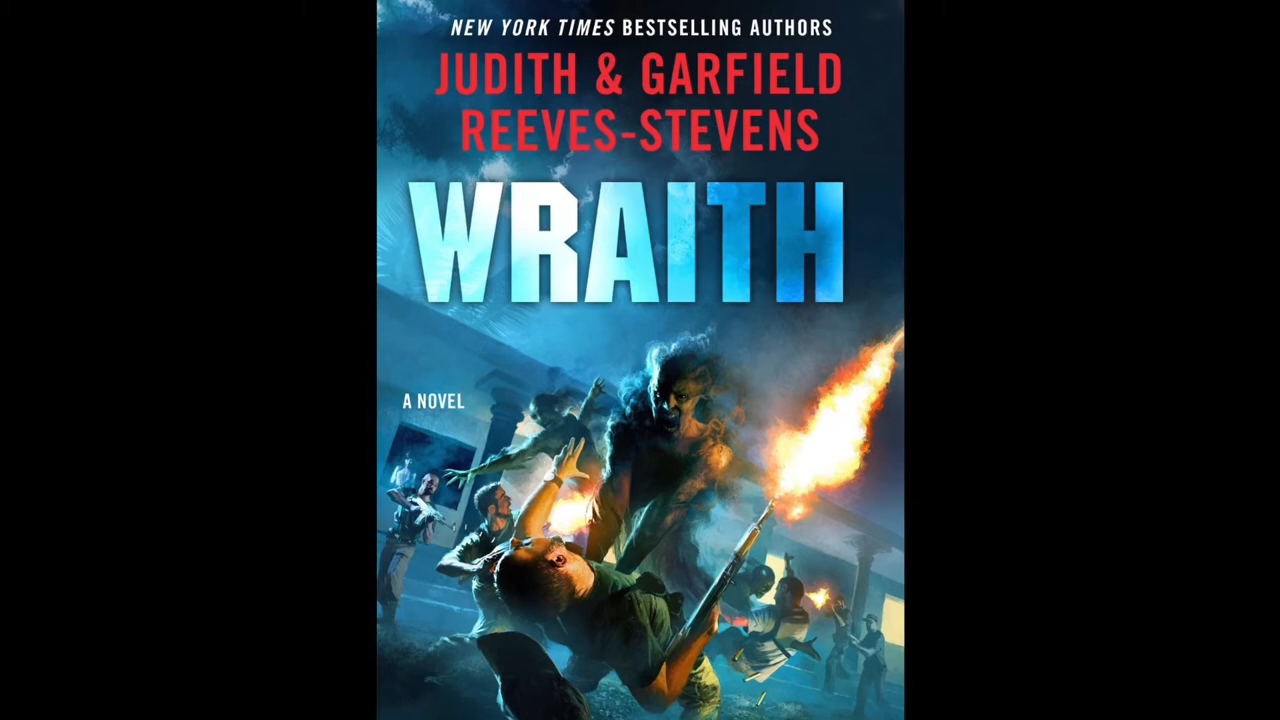 NEW YORK TIMES BESTSELLING AUTHORS
JUDITH & GARFIELD
REEVES-STEVENS
WRAITH
A NOVEL